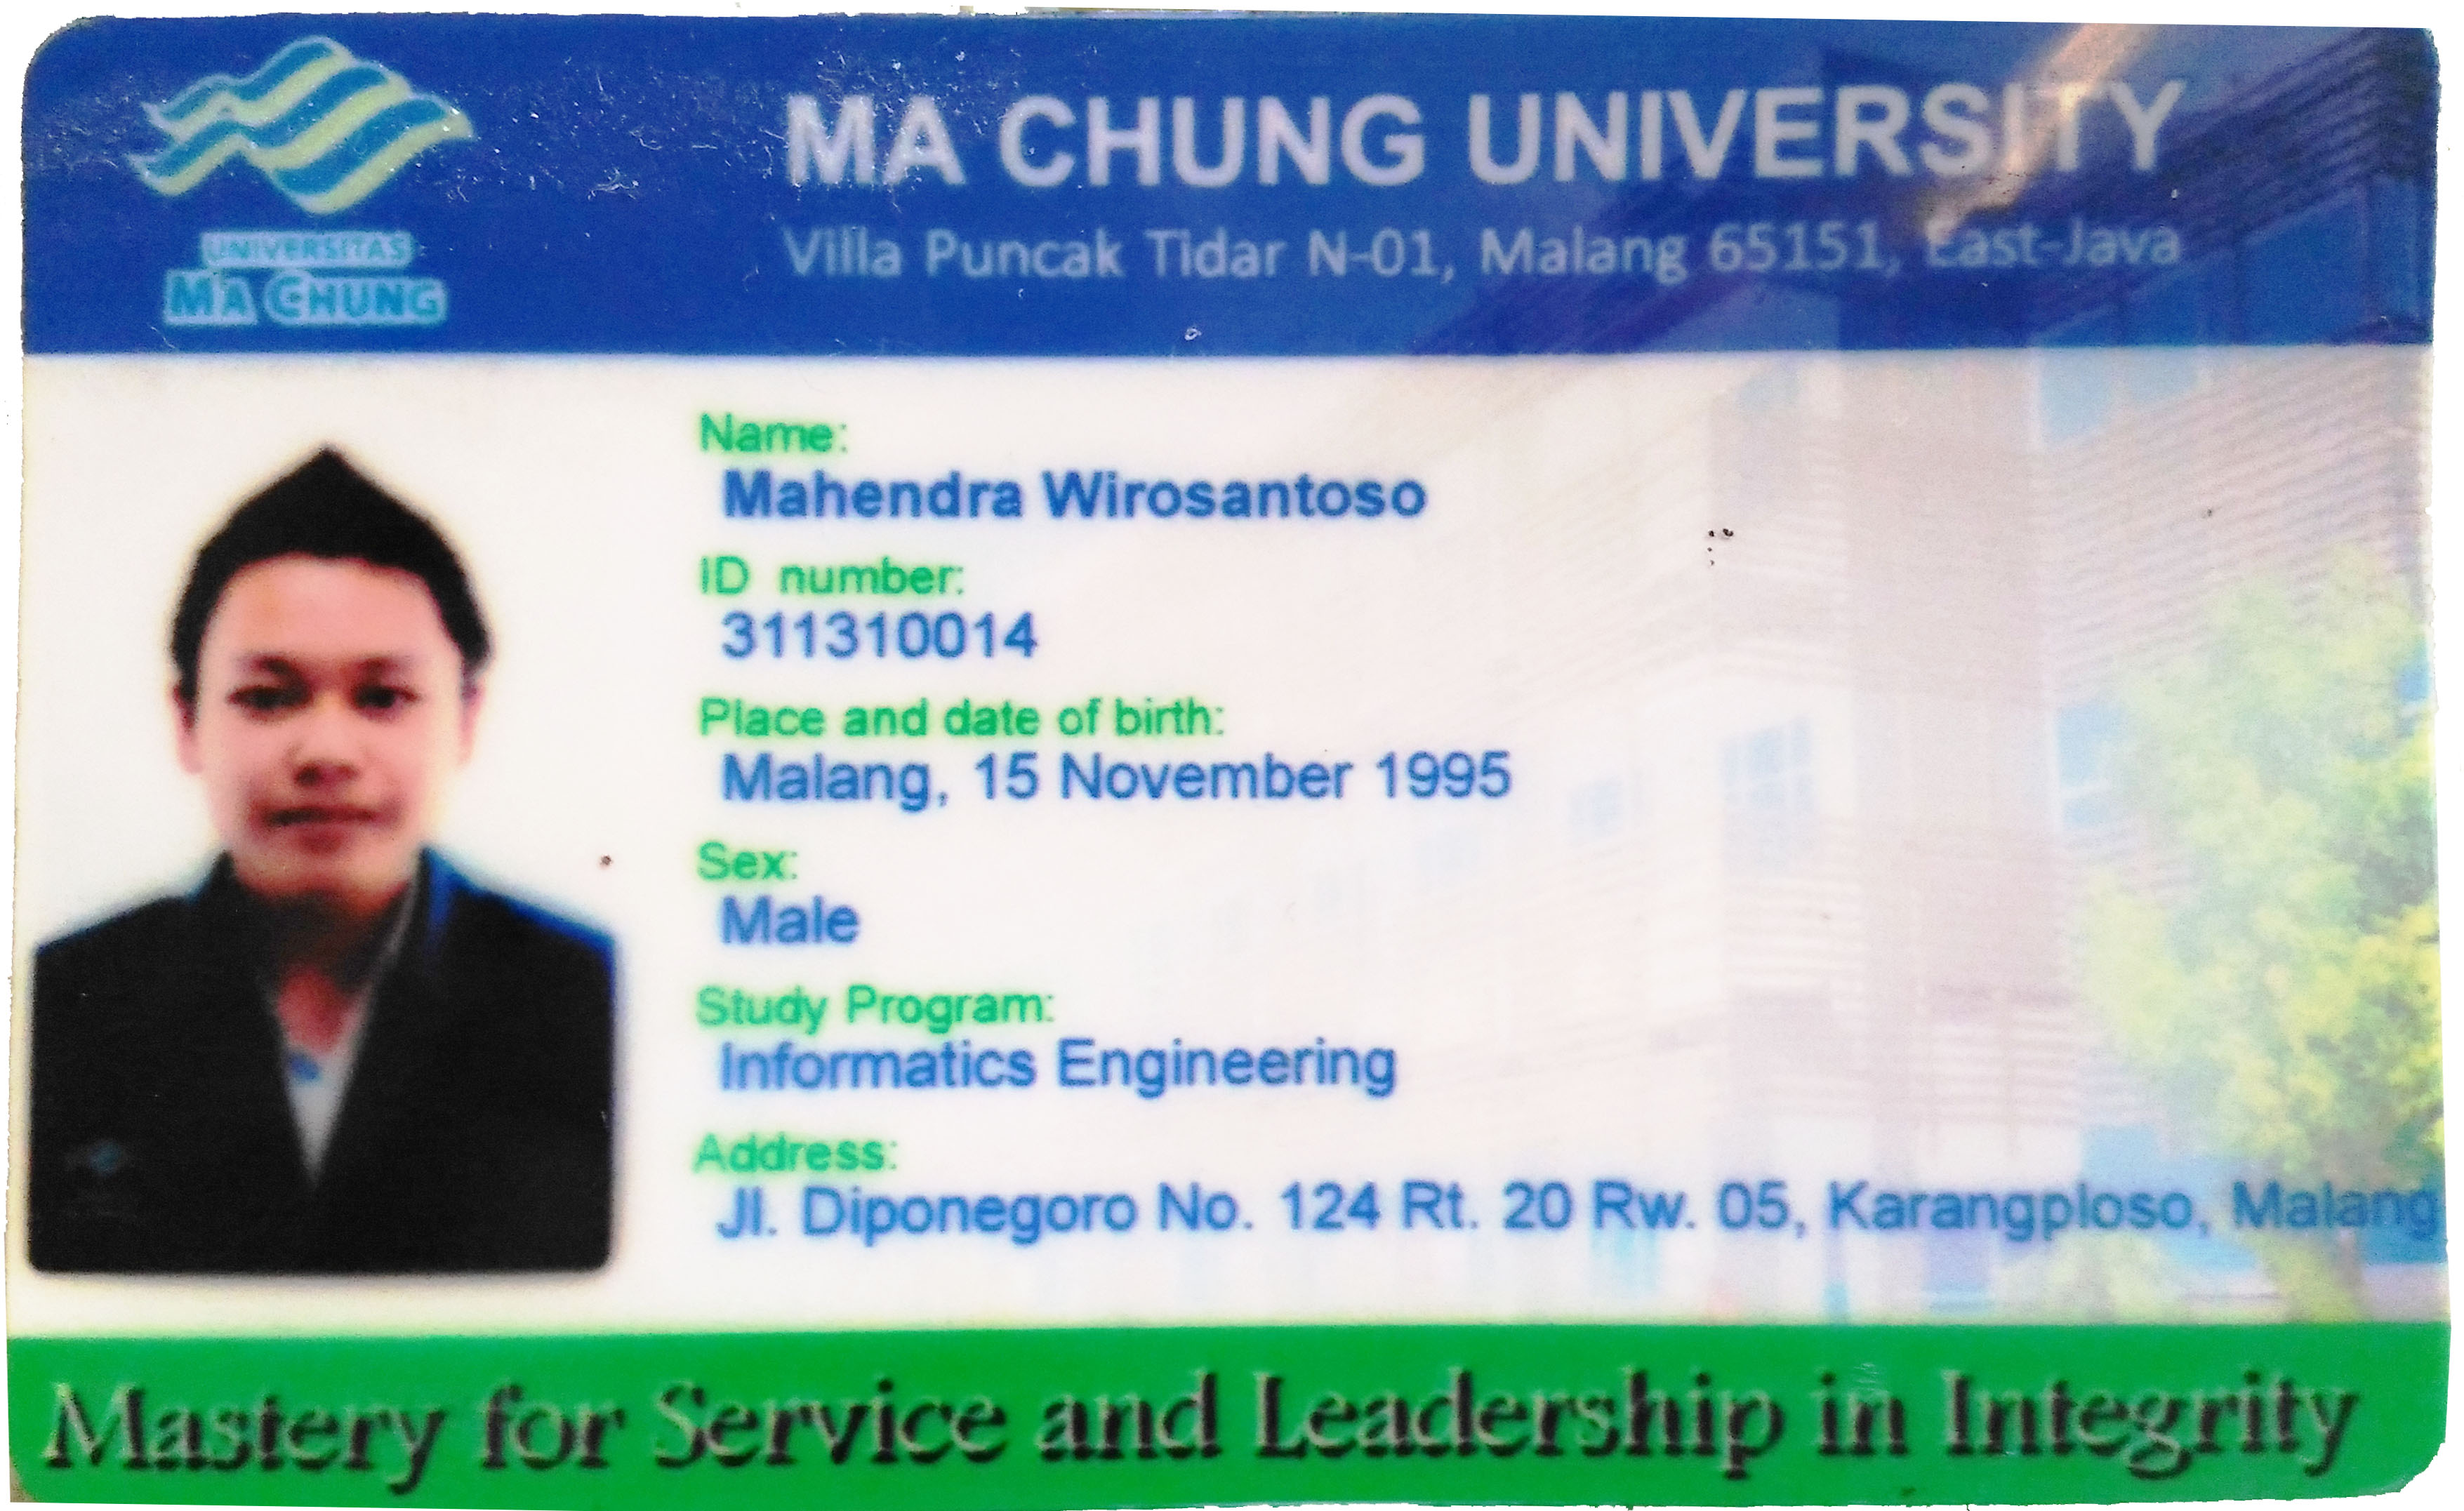 UNIVERSITAS
MA CHUNG
MA CHUNG UNIVERSITY
Villa Puncak Tidar N-01, Malang 65151, East-Java
Name:
Mahendra Wirosantoso
ID number:
311310014
Place and date of birth:
Malang, 15 November 1995
Sex:
Male
Study Program:
Informatics Engineering
Address:
Jl. Diponegoro No. 124 Rt. 20 Rw. 05, Karangploso, Malang
Mastery for Service and Leadership in Integrity